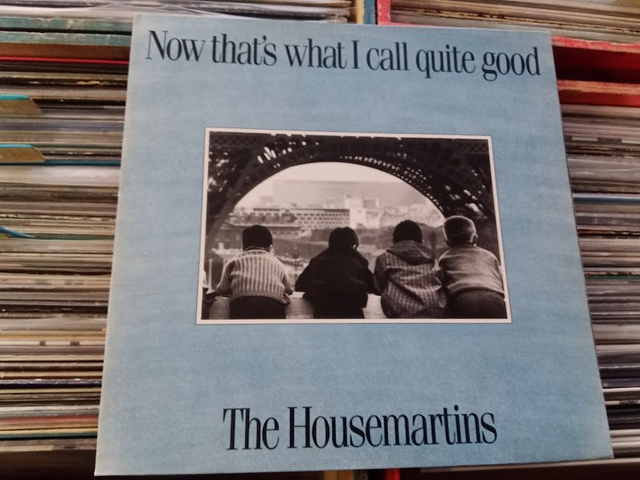 Now that's what I call quite good
The Housemartins